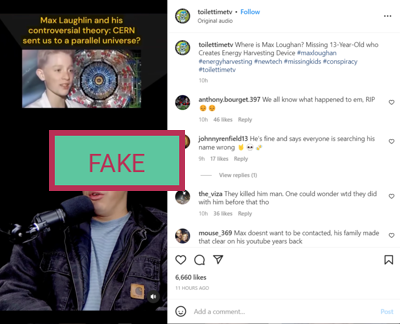 Max Laughlin and his
controversial theory: CERN
sent us to a parallel universe?
FAKE
toilettimetv • Follow
Original audio
toilettimetv Where is Max Loughan? Missing 13-Year-Old who
Creates Energy Harvesting Device #maxloughan
#energyharvesting #newtech #missingkids #conspiracy
#toilettimetv
10h
anthony.bourget.397 We all know what happened to em, RIP
10h 46 likes Reply
johnnyrenfield13 He's fine and says everyone is searching his
name wrong
9h 17 likes Reply
View replies (1)
the_viza They killed him man. One could wonder wtd they did
with him before that tho
10h 36 likes Reply
mouse_369 Max doesnt want to be contacted, his family made
that clear on his youtube years back
6,660 likes
11 HOURS AGO
Add a comment...
Post